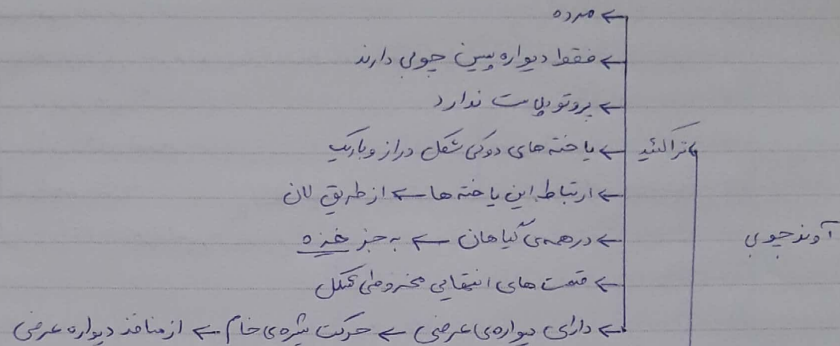 ← مرده
← فقط دیواره پسین چوبی دارند
← پروتوپلاست ندارد
تراکئید ← یاخته های دوکی شکل دراز و باریک
← ارتباط این یاخته ها ← از طریق لان
آوند چوبی
← در همه ی گیاهان ← به جز خزه
← قسمت های انتهایی مخروطی شکل
← دارای دیواره ی عرضی ← حرکت شیره ی خام ← از منافذ دیواره عرضی